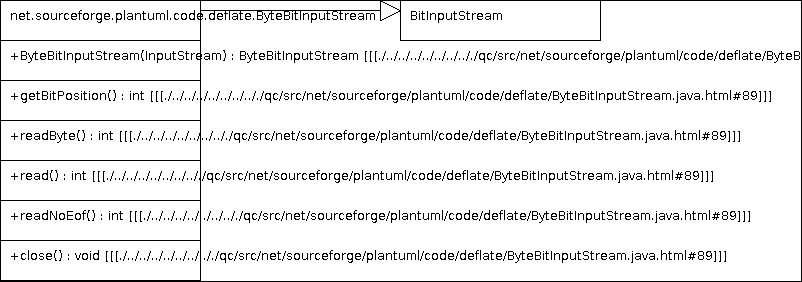 net.sourceforge.plantuml.code.deflate.ByteBitInputStream
BitInputStream
+ByteBitInputStream(InputStream) : ByteBitInputStream [[[./../../../../../../../../qc/src/net/sourceforge/plantuml/code/deflate/ByteB
+getBitPosition() : int [[[./../../../../../../../../qc/src/net/sourceforge/plantuml/code/deflate/ByteBitInputStream.java.html#89]]]
+readByte() : int [[[./../../../../../../../../qc/src/net/sourceforge/plantuml/code/deflate/ByteBitInputStream.java.html#89]]]
+read() : int [[[./../../../../../../../../qc/src/net/sourceforge/plantuml/code/deflate/ByteBitInputStream.java.html#89]]]
+readNoEof() : int [[[./../../../../../../../../qc/src/net/sourceforge/plantuml/code/deflate/ByteBitInputStream.java.html#89]]]
+close() : void [[[./../../../../../../../../qc/src/net/sourceforge/plantuml/code/deflate/ByteBitInputStream.java.html#89]]]